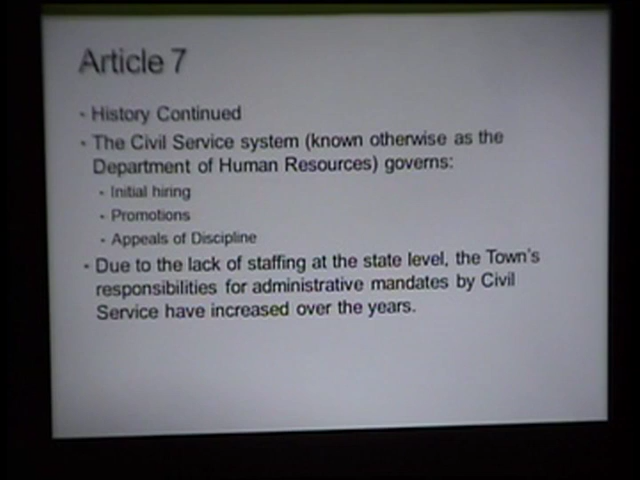 Article 7
- History Continued
- The Civil Service system (known otherwise as the
Department of Human Resources) governs:
- Initial hiring
- Promotions
- Appeals of Discipline
- Due to the lack of staffing at the state level, the Town's
responsibilities for administrative mandates by Civil
Service have increased over the years.